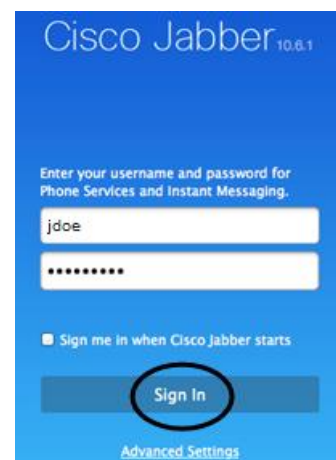 Cisco Jabber 10.6.1
Enter your username and password for
Phone Services and Instant Messaging.
jdoe
•••••••••
Sign me in when Cisco Jabber starts
Sign In
Advanced Settings